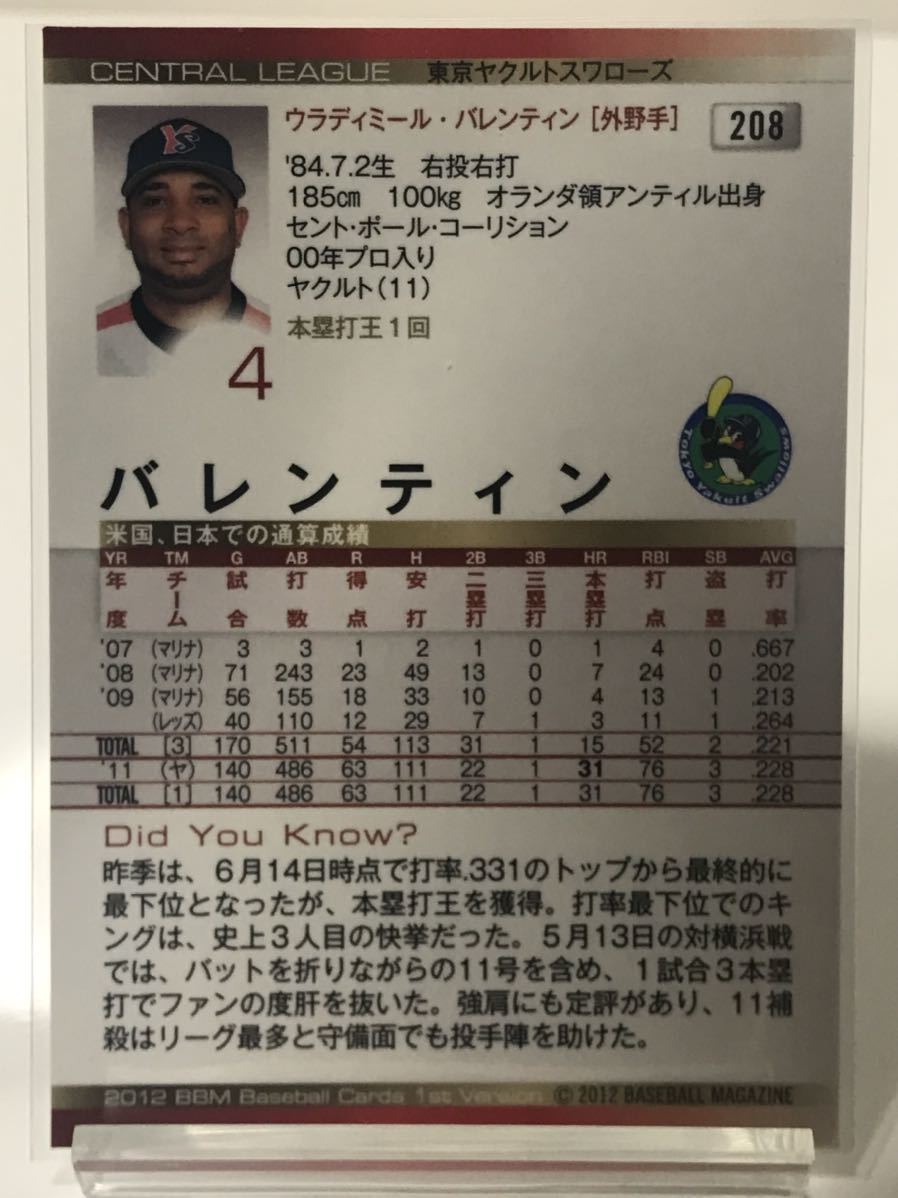 CENTRAL LEAGUE 東京ヤクルトスワローズ
YS
ウラディミール・バレンティン [外野手] 208
'84.7.2生 右投右打
185cm 100kg オランダ領アンティル出身
セント・ポール・コーリション
00年プロ入り
ヤクルト(11)
本塁打王1回
4
Tokyo Yakult Swallows
バレンティン
米国、日本での通算成績
YR TM G AB R H 2B 3B HR RBI SB AVG
年度 チーム 試合 打数 得点 安打 二塁打 三塁打 本塁打 打点 盗塁 打率
'07 (マリナ) 3 3 1 2 1 0 1 4 0 .667
'08 (マリナ) 71 243 23 49 13 0 7 24 0 .202
'09 (マリナ) 56 155 18 33 10 0 4 13 1 .213
(レッズ) 40 110 12 29 7 1 3 11 1 .264
TOTAL [3] 170 511 54 113 31 1 15 52 2 .221
'11 (ヤ) 140 486 63 111 22 1 31 76 3 .228
TOTAL [1] 140 486 63 111 22 1 31 76 3 .228
Did You Know?
昨季は、6月14日時点で打率.331のトップから最終的に
最下位となったが、本塁打王を獲得。打率最下位でのキ
ングは、史上3人目の快挙だった。5月13日の対横浜戦
では、バットを折りながらの11号を含め、1試合3本塁
打でファンの度肝を抜いた。強肩にも定評があり、11補
殺はリーグ最多と守備面でも投手陣を助けた。
2012 BBM Baseball Cards 1st Version © 2012 BASEBALL MAGAZINE